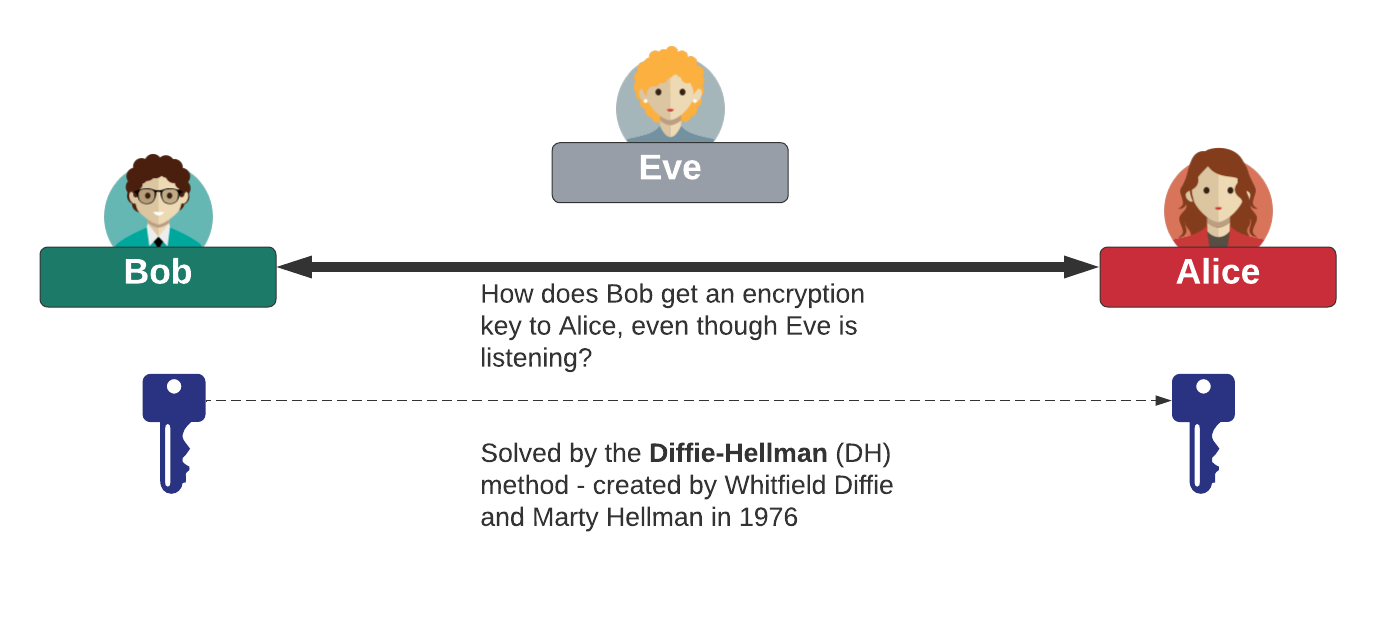 Eve
Bob
Alice
How does Bob get an encryption
key to Alice, even though Eve is
listening?
Solved by the Diffie-Hellman (DH)
method - created by Whitfield Diffie
and Marty Hellman in 1976